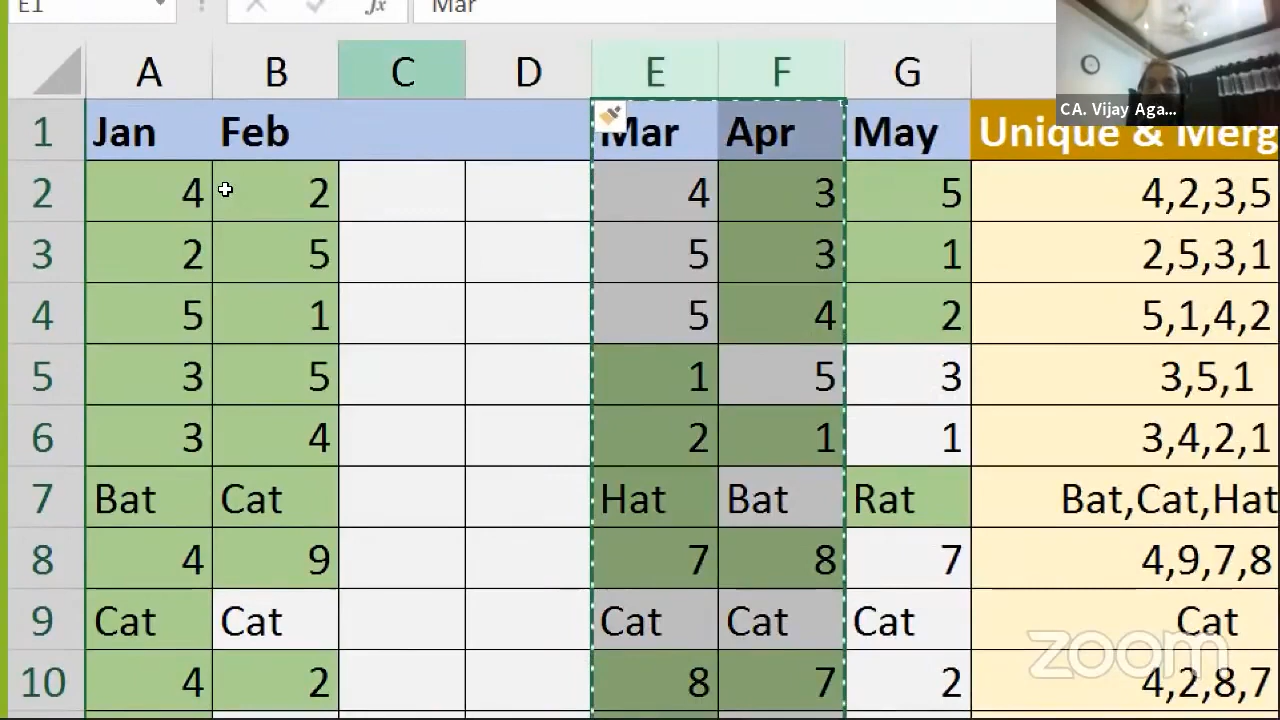 E1 fx Mar
A B C D E F G
CA. Vijay Aga...
1 Jan Feb Mar Apr May Unique & Merg
2 4 2 4 3 5 4,2,3,5
3 2 5 5 3 1 2,5,3,1
4 5 1 5 4 2 5,1,4,2
5 3 5 1 5 3 3,5,1
6 3 4 2 1 1 3,4,2,1
7 Bat Cat Hat Bat Rat Bat,Cat,Hat
8 4 9 7 8 7 4,9,7,8
9 Cat Cat Cat Cat Cat Cat
zoom
10 4 2 8 7 2 4,2,8,7